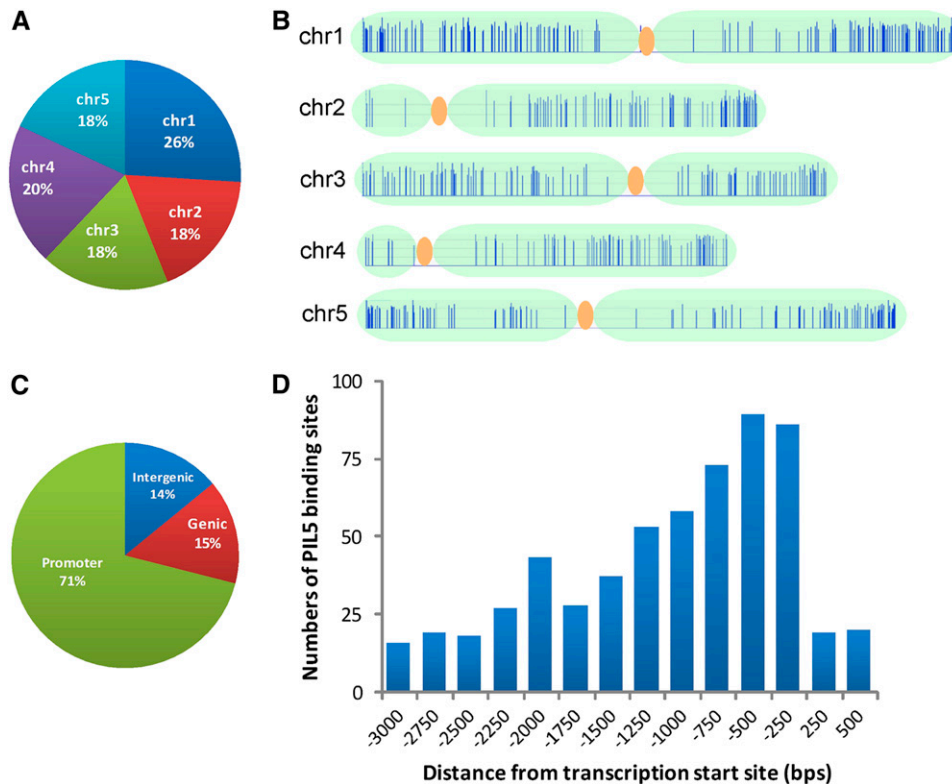 A
chr1
26%
chr2
18%
chr3
18%
chr4
20%
chr5
18%
B
chr1
chr2
chr3
chr4
chr5
C
Intergenic
14%
Genic
15%
Promoter
71%
D
Numbers of PIL5 binding sites
100
75
50
25
0
-3000
-2750
-2500
-2250
-2000
-1750
-1500
-1250
-1000
-750
-500
-250
250
500
Distance from transcription start site (bps)